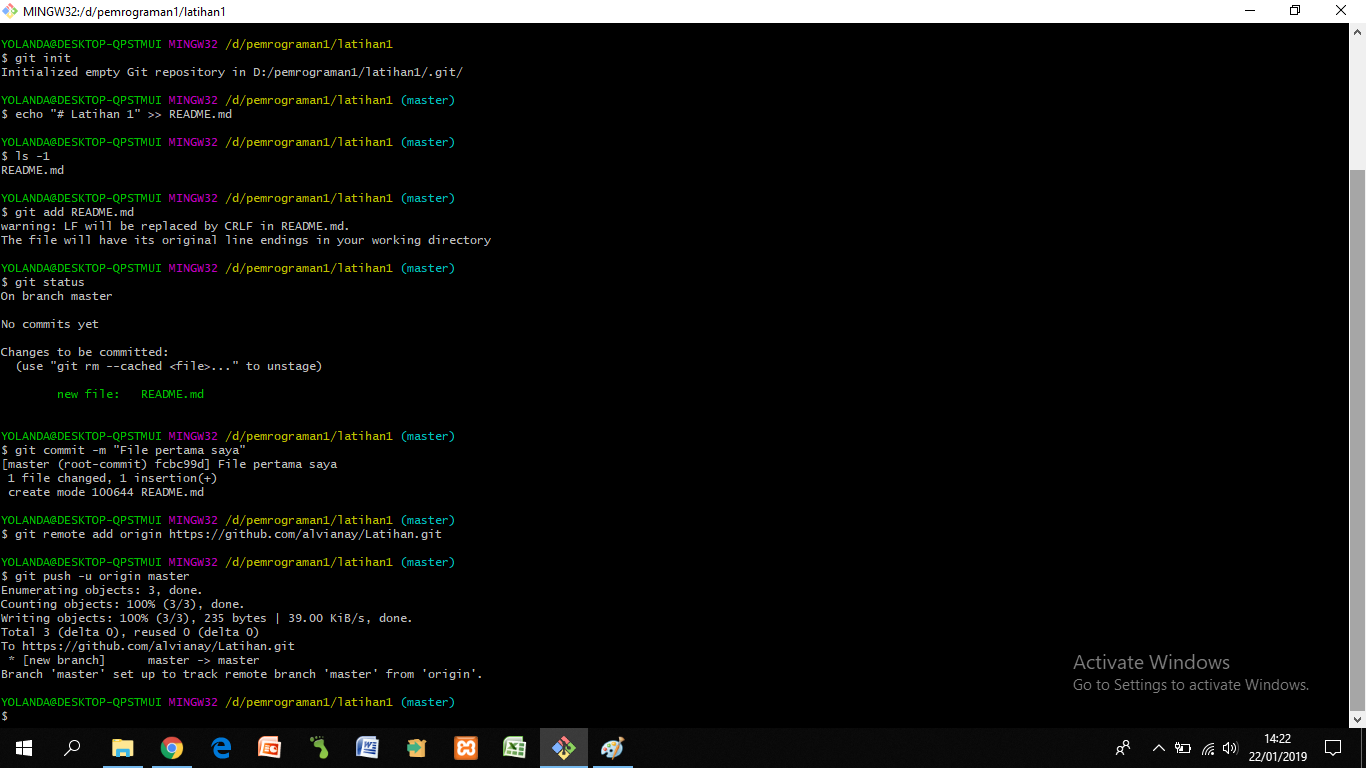 MINGW32:/d/pemrograman1/latihan1
YOLANDA@DESKTOP-QPSTMUI MINGW32 /d/pemrograman1/latihan1
$ git init
Initialized empty Git repository in D:/pemrograman1/latihan1/.git/
YOLANDA@DESKTOP-QPSTMUI MINGW32 /d/pemrograman1/latihan1 (master)
$ echo "# Latihan 1" >> README.md
YOLANDA@DESKTOP-QPSTMUI MINGW32 /d/pemrograman1/latihan1 (master)
$ ls -1
README.md
YOLANDA@DESKTOP-QPSTMUI MINGW32 /d/pemrograman1/latihan1 (master)
$ git add README.md
warning: LF will be replaced by CRLF in README.md.
The file will have its original line endings in your working directory
YOLANDA@DESKTOP-QPSTMUI MINGW32 /d/pemrograman1/latihan1 (master)
$ git status
On branch master
No commits yet
Changes to be committed:
  (use "git rm --cached <file>..." to unstage)
        new file:   README.md
YOLANDA@DESKTOP-QPSTMUI MINGW32 /d/pemrograman1/latihan1 (master)
$ git commit -m "File pertama saya"
[master (root-commit) fcbc99d] File pertama saya
 1 file changed, 1 insertion(+)
 create mode 100644 README.md
YOLANDA@DESKTOP-QPSTMUI MINGW32 /d/pemrograman1/latihan1 (master)
$ git remote add origin https://github.com/alvianay/Latihan.git
YOLANDA@DESKTOP-QPSTMUI MINGW32 /d/pemrograman1/latihan1 (master)
$ git push -u origin master
Enumerating objects: 3, done.
Counting objects: 100% (3/3), done.
Writing objects: 100% (3/3), 235 bytes | 39.00 KiB/s, done.
Total 3 (delta 0), reused 0 (delta 0)
To https://github.com/alvianay/Latihan.git
 * [new branch]      master -> master
Branch 'master' set up to track remote branch 'master' from 'origin'.
YOLANDA@DESKTOP-QPSTMUI MINGW32 /d/pemrograman1/latihan1 (master)
$
Activate Windows
Go to Settings to activate Windows.
14:22
22/01/2019